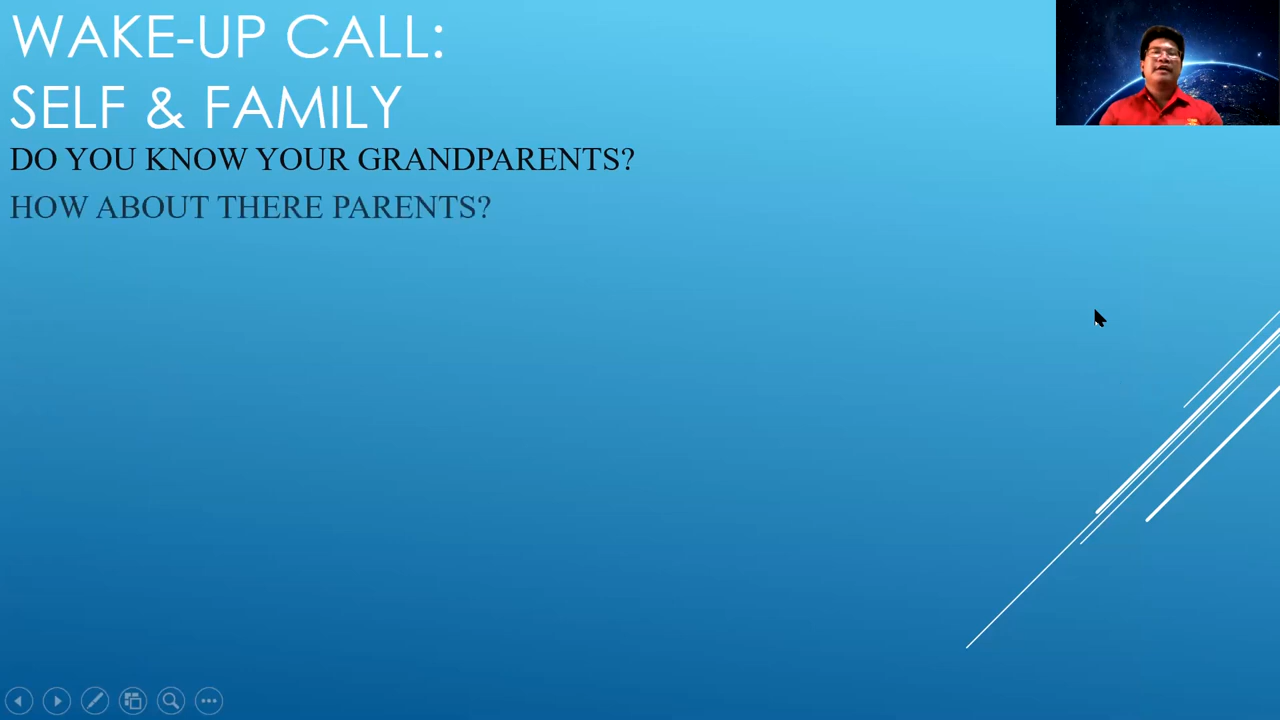 WAKE-UP CALL:
SELF & FAMILY
DO YOU KNOW YOUR GRANDPARENTS?
HOW ABOUT THERE PARENTS?